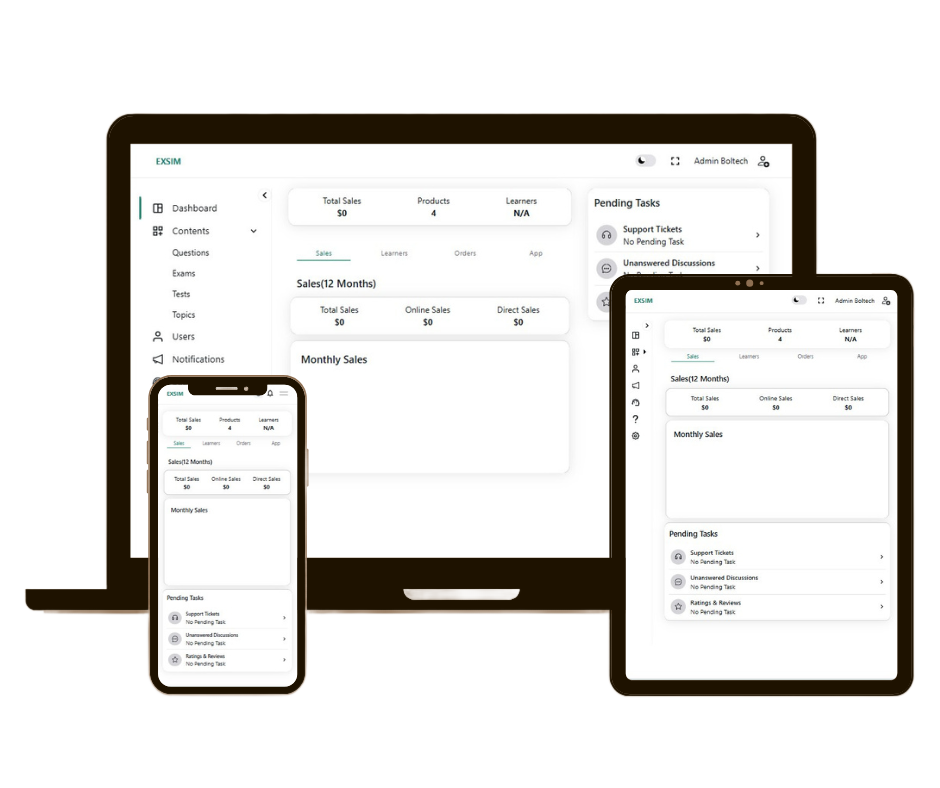 EXSIM
Admin Boltech
Dashboard
Contents
Questions
Exams
Tests
Topics
Users
Notifications
Total Sales Products Learners
$0 4 N/A
Sales Learners Orders App
Sales(12 Months)
Total Sales Online Sales Direct Sales
$0 $0 $0
Monthly Sales
Pending Tasks
Support Tickets
No Pending Task
Unanswered Discussions
EXSIM
Total Sales Products Learners
$0 4 N/A
Sales Learners Orders App
Sales(12 Months)
Total Sales Online Sales Direct Sales
$0 $0 $0
Monthly Sales
Pending Tasks
Support Tickets
No Pending Task
Unanswered Discussions
No Pending Task
Ratings & Reviews
No Pending Task
EXSIM
Admin Boltech
Total Sales Products Learners
$0 4 N/A
Sales Learners Orders App
Sales(12 Months)
Total Sales Online Sales Direct Sales
$0 $0 $0
Monthly Sales
Pending Tasks
Support Tickets
No Pending Task
Unanswered Discussions
No Pending Task
Ratings & Reviews
No Pending Task